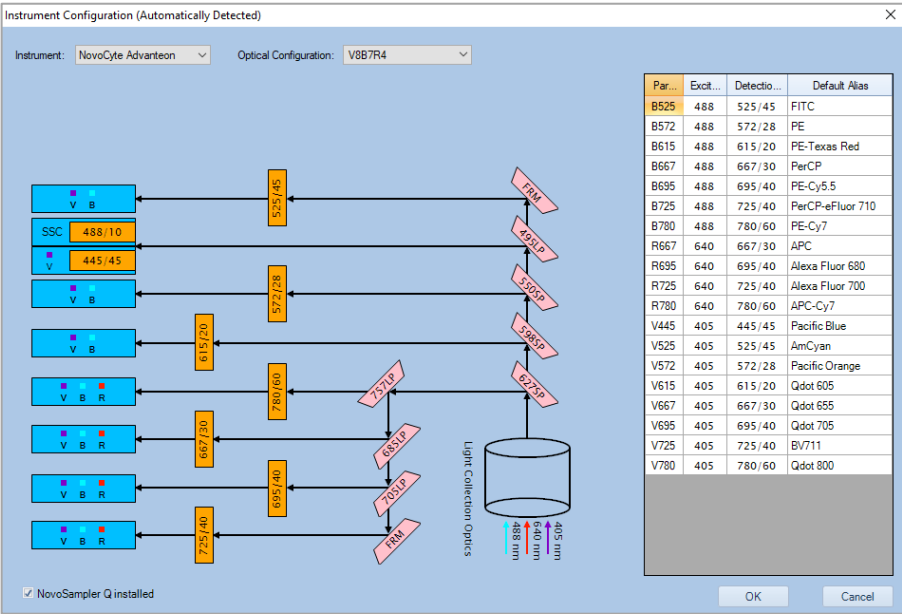 Instrument Configuration (Automatically Detected)
Instrument: NovoCyte Advanteon Optical Configuration: V8B7R4
Par... Excit... Detectio... Default Alias
B525 488 525/45 FITC
B572 488 572/28 PE
B615 488 615/20 PE-Texas Red
B667 488 667/30 PerCP
B695 488 695/40 PE-Cy5.5
B725 488 725/40 PerCP-eFluor 710
B780 488 780/60 PE-Cy7
R667 640 667/30 APC
R695 640 695/40 Alexa Fluor 680
R725 640 725/40 Alexa Fluor 700
R780 640 780/60 APC-Cy7
V445 405 445/45 Pacific Blue
V525 405 525/45 AmCyan
V572 405 572/28 Pacific Orange
V615 405 615/20 Qdot 605
V667 405 667/30 Qdot 655
V695 405 695/40 Qdot 705
V725 405 725/40 BV711
V780 405 780/60 Qdot 800
V B 525/45 FRM
SSC 488/10 495LP
V 445/45
V B 572/28 550SP
V B 615/20 598SP
V B R 780/60 757LP 627SP
V B R 667/30 685LP
V B R 695/40 705LP
V B R 725/40 FRM
Light Collection Optics
488 nm
640 nm
405 nm
NovoSampler Q installed
OK Cancel